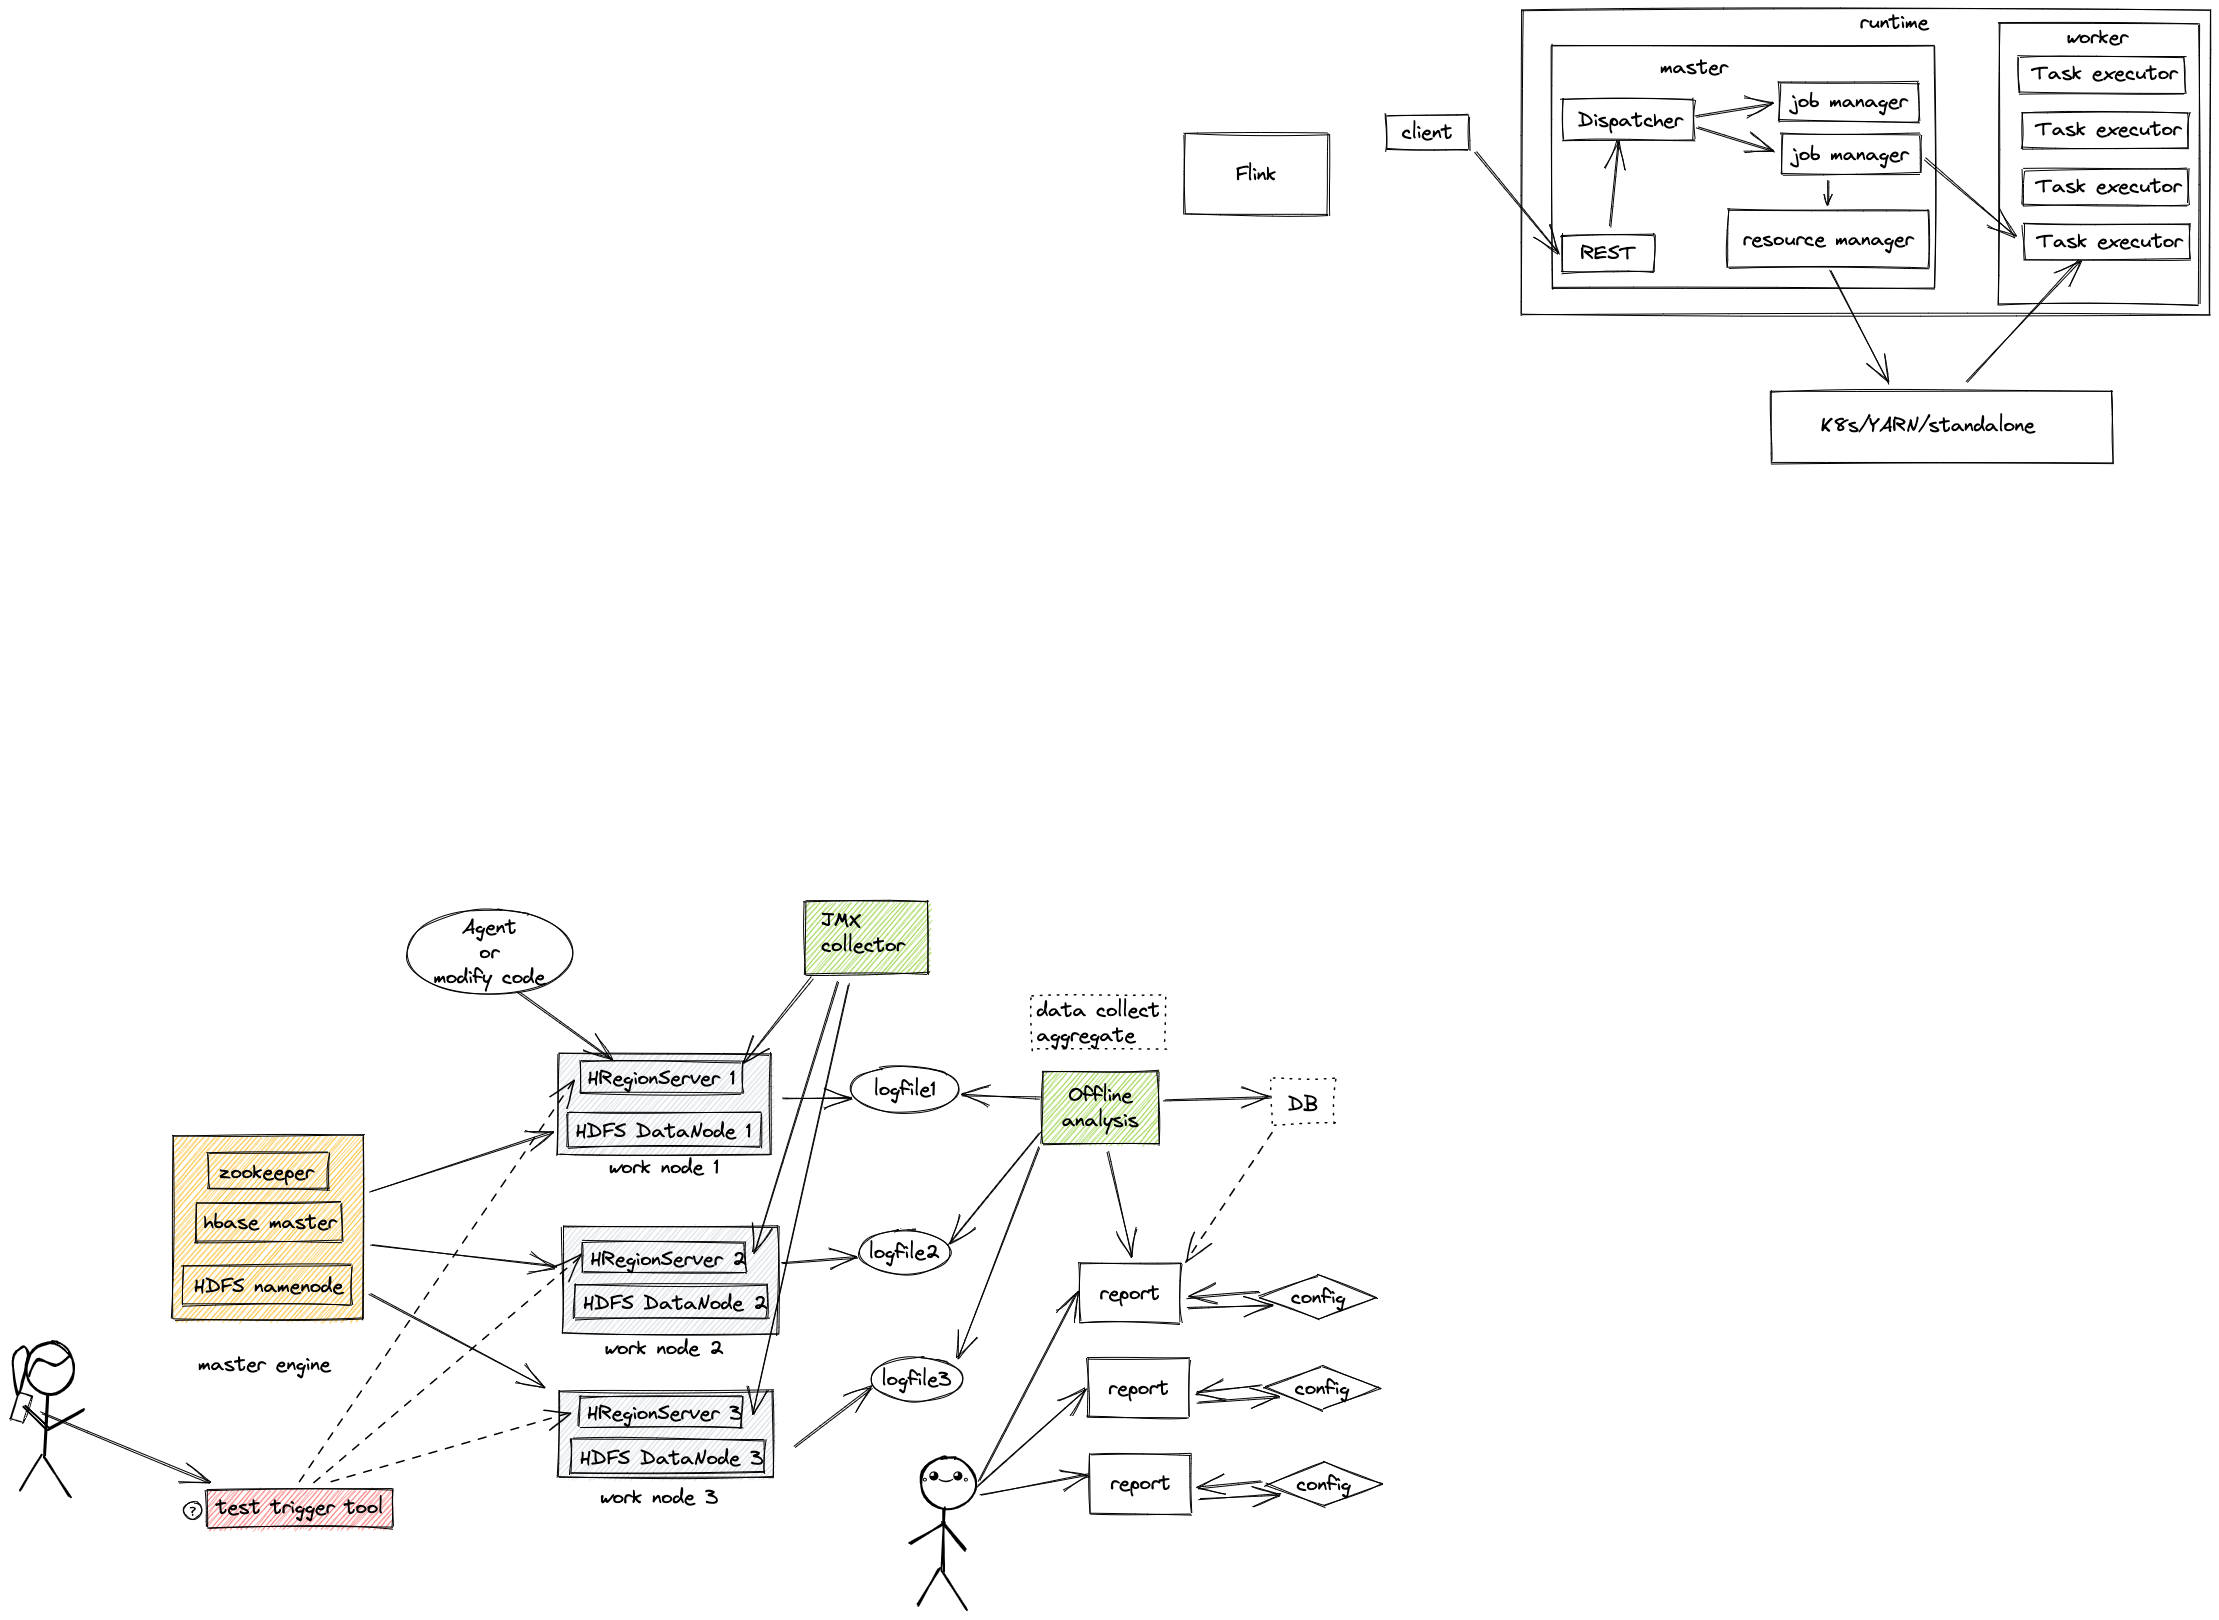 runtime
worker
master
Task executor
job manager
Dispatcher
client
Task executor
job manager
Flink
Task executor
resource manager
Task executor
REST
K8s/YARN/standalone
Agent
or
modify code
JMX
collector
data collect
aggregate
HRegionServer 1
HDFS DataNode 1
work node 1
logfile1
Offline
analysis
DB
zookeeper
hbase master
HDFS namenode
master engine
HRegionServer 2
HDFS DataNode 2
work node 2
logfile2
report
config
HRegionServer 3
HDFS DataNode 3
work node 3
logfile3
report
config
report
config
?
test trigger tool